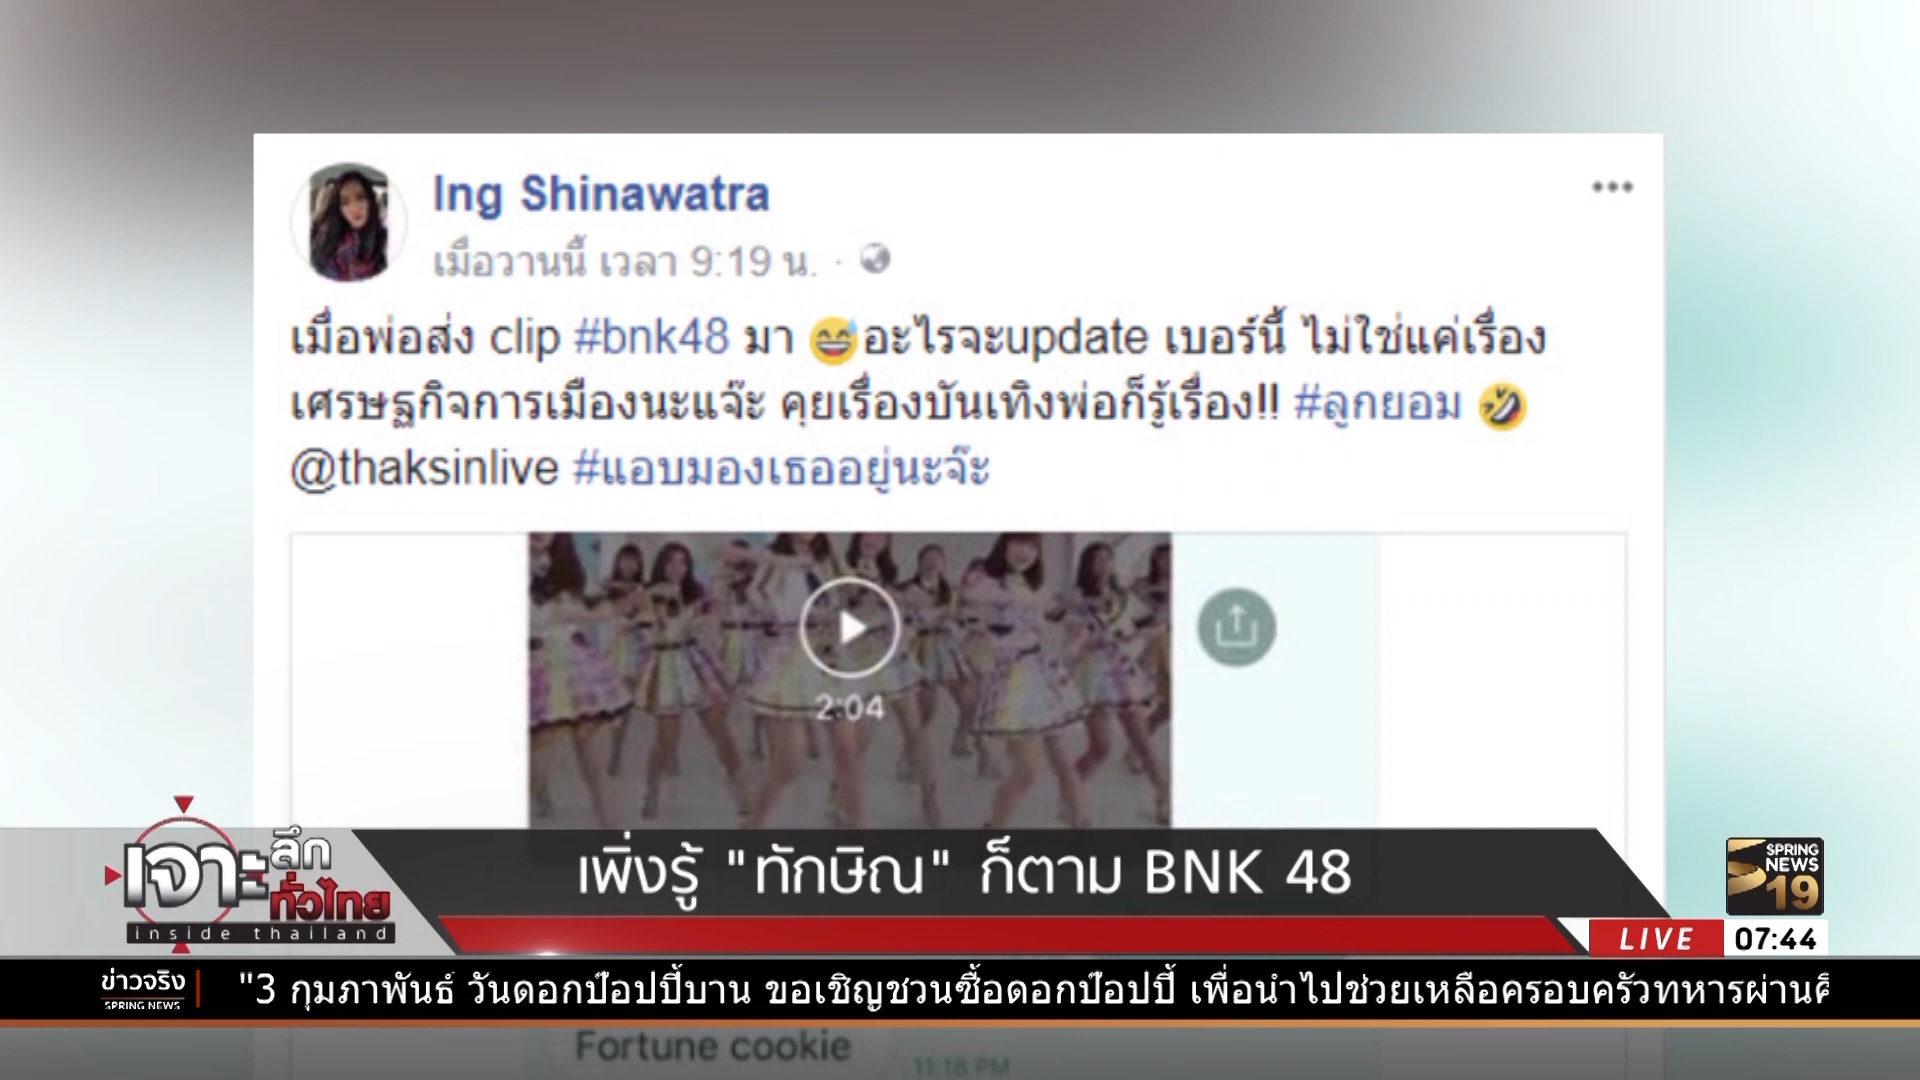 Ing Shinawatra
เมื่อวานนี้ เวลา 9:19 น. ·
เมื่อพ่อส่ง clip #bnk48 มา 😅อะไรจะupdate เบอร์นี้ ไม่ใช่แค่เรื่อง
เศรษฐกิจการเมืองนะแจ๊ะ คุยเรื่องบันเทิงพ่อก็รู้เรื่อง!! #ลูกยอม 🤣
@thaksinlive #แอบมองเธออยู่นะจ๊ะ
2:04
เจาะลึกทั่วไทย
inside thailand
เพิ่งรู้ "ทักษิณ" ก็ตาม BNK 48
SPRING
NEWS
19
LIVE 07:44
ข่าวจริง
SPRING NEWS
"3 กุมภาพันธ์ วันดอกป๊อปปี้บาน ขอเชิญชวนซื้อดอกป๊อปปี้ เพื่อนำไปช่วยเหลือครอบครัวทหารผ่านศึ
Fortune cookie
11:18 PM